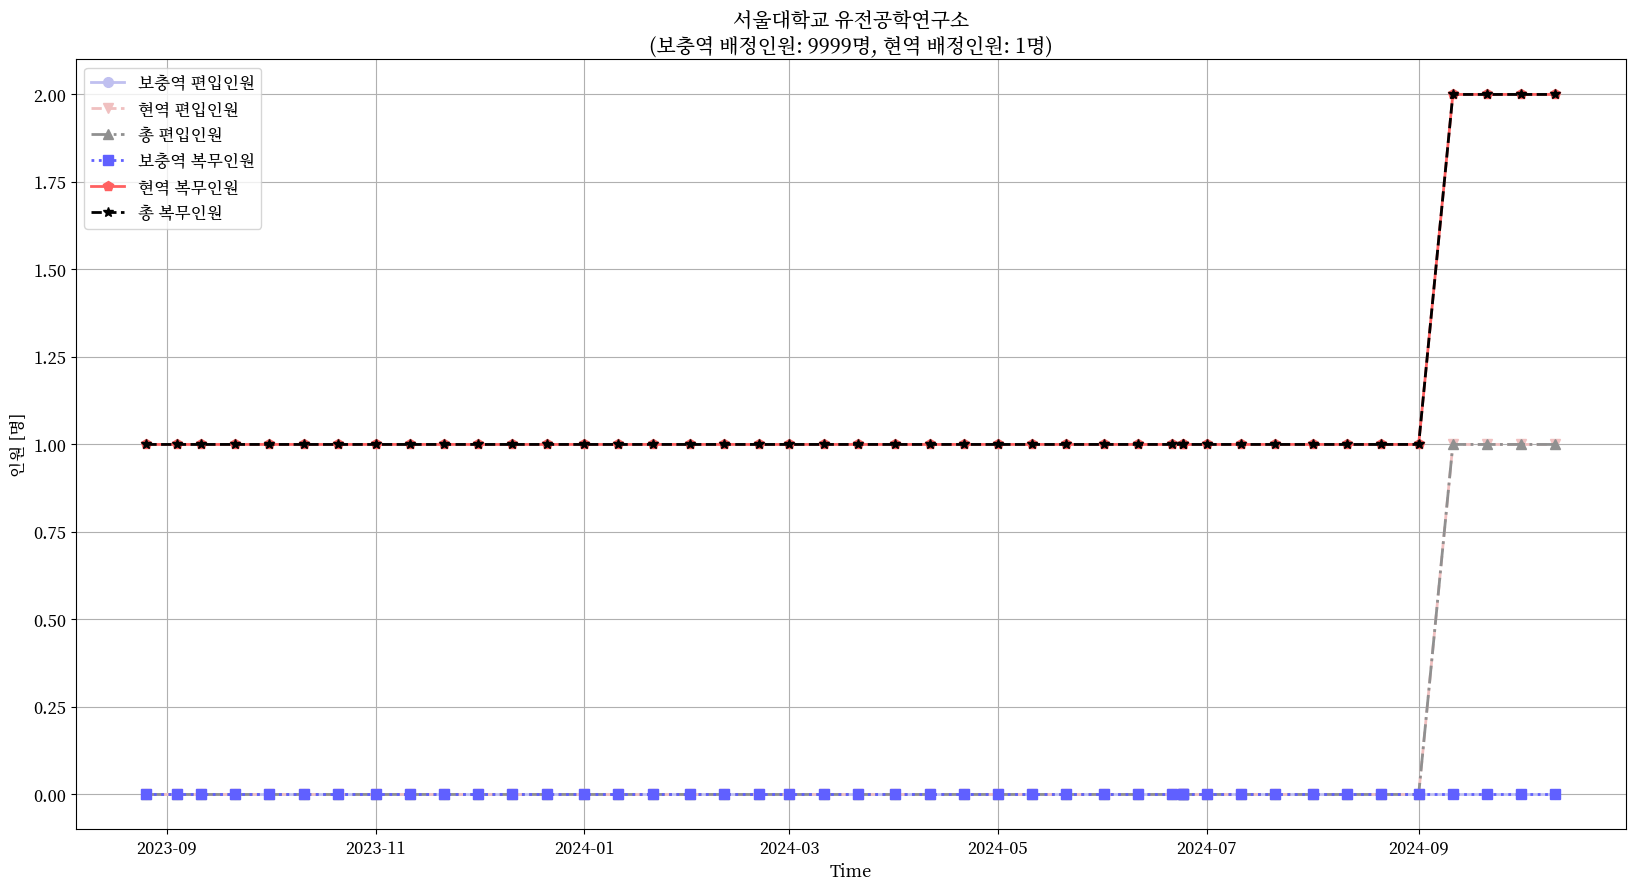 서울대학교 유전공학연구소
(보충역 배정인원: 9999명, 현역 배정인원: 1명)
보충역 편입인원
현역 편입인원
총 편입인원
보충역 복무인원
현역 복무인원
총 복무인원
2.00
1.75
1.50
1.25
1.00
0.75
0.50
0.25
0.00
인원 [명]
2023-09
2023-11
2024-01
2024-03
2024-05
2024-07
2024-09
Time